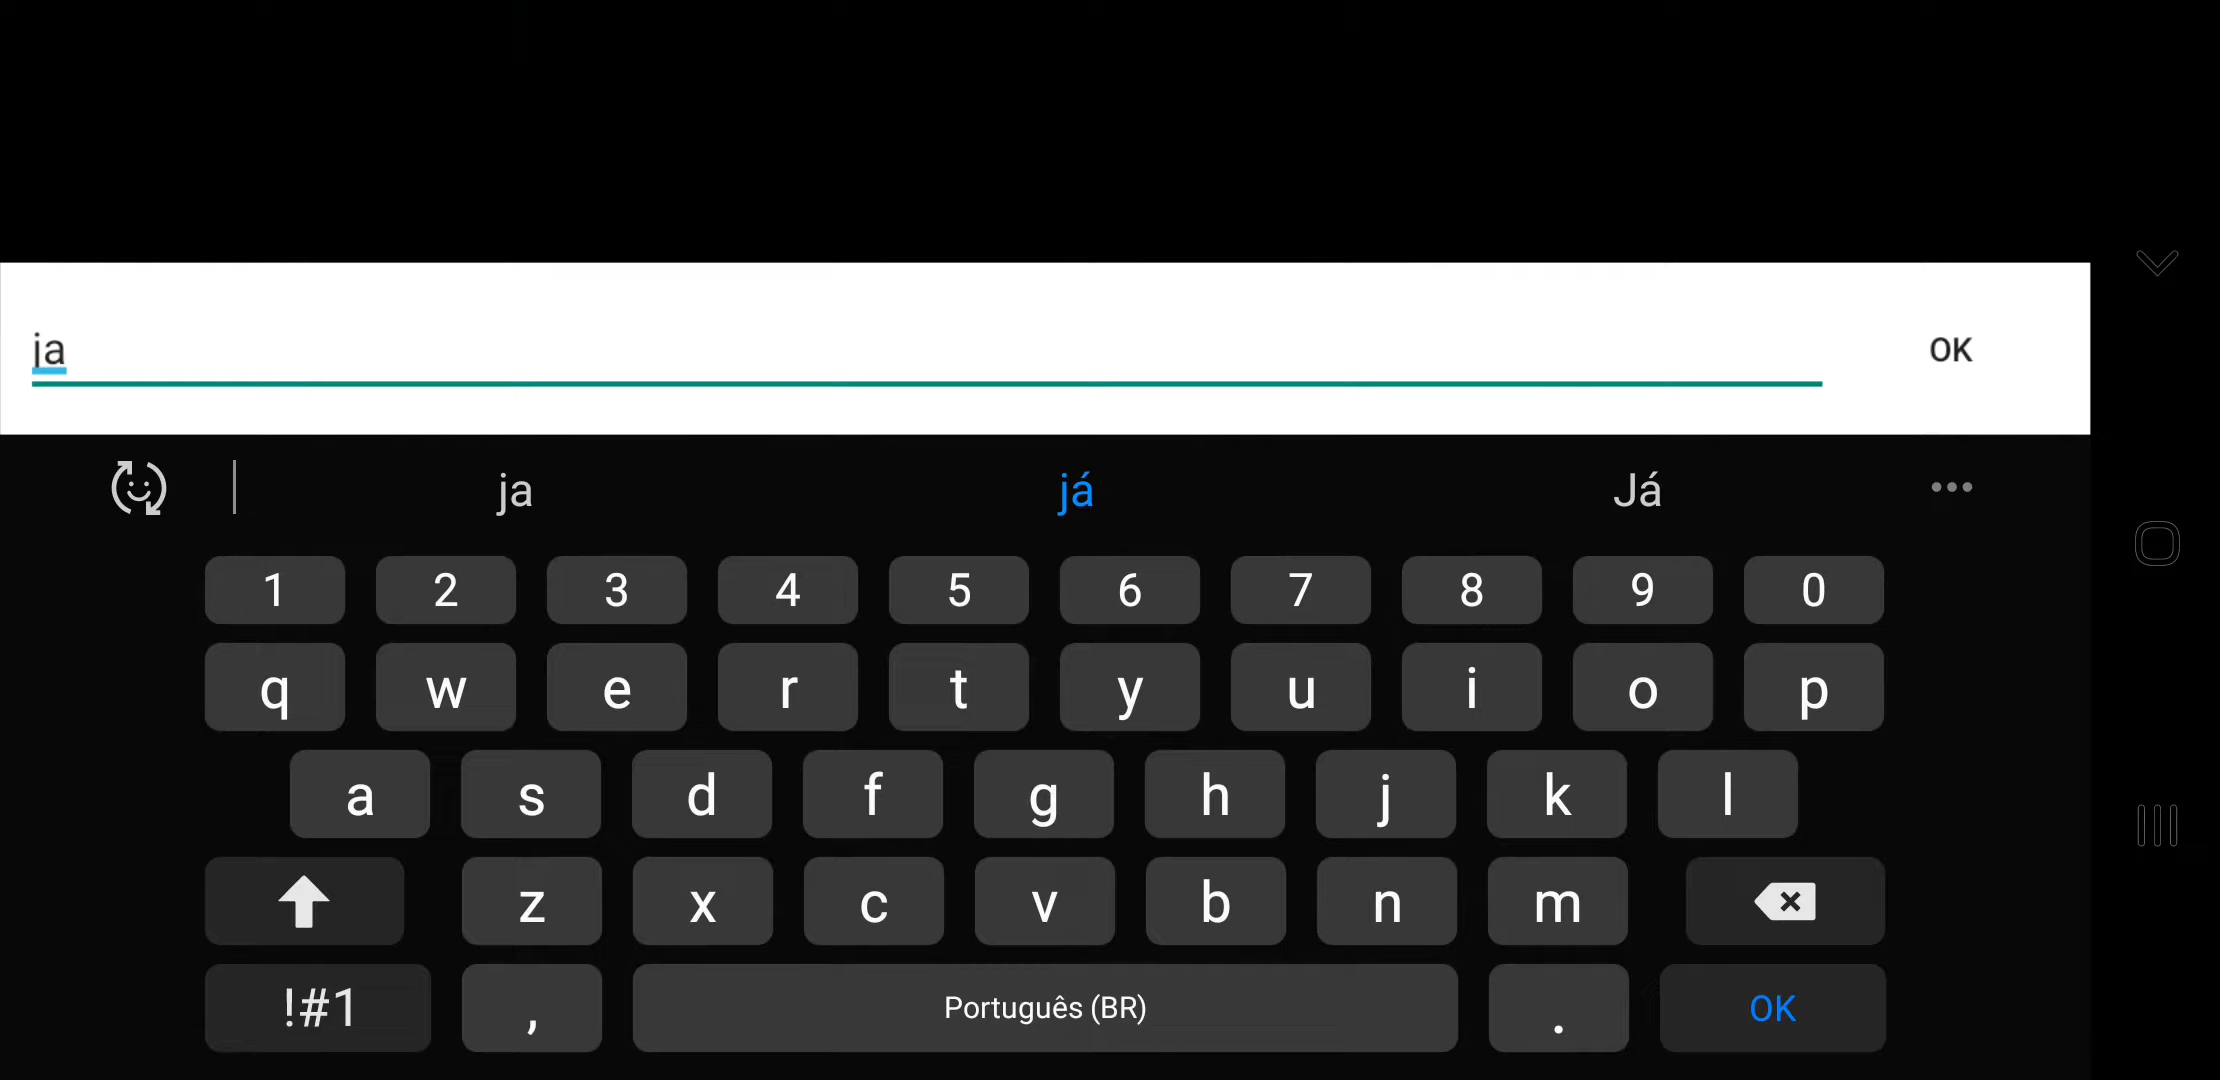 ja
OK
ja já Já
1 2 3 4 5 6 7 8 9 0
q w e r t y u i o p
a s d f g h j k l
z x c v b n m
!#1 , Português (BR) . OK